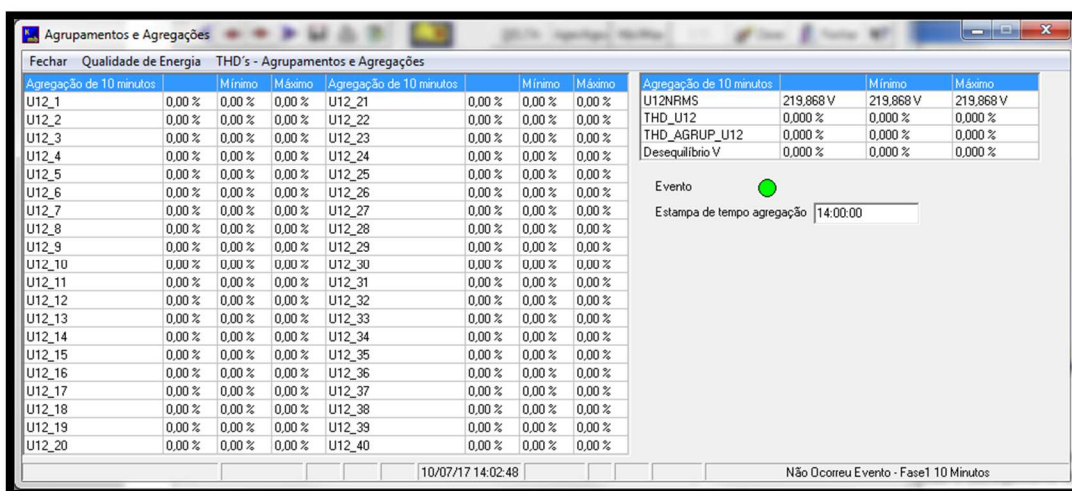 Agrupamentos e Agregações
Fechar Qualidade de Energia THD´s - Agrupamentos e Agregações
Agregação de 10 minutos Mínimo Máximo Agregação de 10 minutos Mínimo Máximo
U12_1 0,00 % 0,00 % 0,00 % U12_21 0,00 % 0,00 % 0,00 %
U12_2 0,00 % 0,00 % 0,00 % U12_22 0,00 % 0,00 % 0,00 %
U12_3 0,00 % 0,00 % 0,00 % U12_23 0,00 % 0,00 % 0,00 %
U12_4 0,00 % 0,00 % 0,00 % U12_24 0,00 % 0,00 % 0,00 %
U12_5 0,00 % 0,00 % 0,00 % U12_25 0,00 % 0,00 % 0,00 %
U12_6 0,00 % 0,00 % 0,00 % U12_26 0,00 % 0,00 % 0,00 %
U12_7 0,00 % 0,00 % 0,00 % U12_27 0,00 % 0,00 % 0,00 %
U12_8 0,00 % 0,00 % 0,00 % U12_28 0,00 % 0,00 % 0,00 %
U12_9 0,00 % 0,00 % 0,00 % U12_29 0,00 % 0,00 % 0,00 %
U12_10 0,00 % 0,00 % 0,00 % U12_30 0,00 % 0,00 % 0,00 %
U12_11 0,00 % 0,00 % 0,00 % U12_31 0,00 % 0,00 % 0,00 %
U12_12 0,00 % 0,00 % 0,00 % U12_32 0,00 % 0,00 % 0,00 %
U12_13 0,00 % 0,00 % 0,00 % U12_33 0,00 % 0,00 % 0,00 %
U12_14 0,00 % 0,00 % 0,00 % U12_34 0,00 % 0,00 % 0,00 %
U12_15 0,00 % 0,00 % 0,00 % U12_35 0,00 % 0,00 % 0,00 %
U12_16 0,00 % 0,00 % 0,00 % U12_36 0,00 % 0,00 % 0,00 %
U12_17 0,00 % 0,00 % 0,00 % U12_37 0,00 % 0,00 % 0,00 %
U12_18 0,00 % 0,00 % 0,00 % U12_38 0,00 % 0,00 % 0,00 %
U12_19 0,00 % 0,00 % 0,00 % U12_39 0,00 % 0,00 % 0,00 %
U12_20 0,00 % 0,00 % 0,00 % U12_40 0,00 % 0,00 % 0,00 %
Agregação de 10 minutos Mínimo Máximo
U12NRMS 219,868 V 219,868 V 219,868 V
THD_U12 0,000 % 0,000 % 0,000 %
THD_AGRUP_U12 0,000 % 0,000 % 0,000 %
Desequilíbrio V 0,000 % 0,000 % 0,000 %
Evento
Estampa de tempo agregação 14:00:00
10/07/17 14:02:48 Não Ocorreu Evento - Fase1 10 Minutos